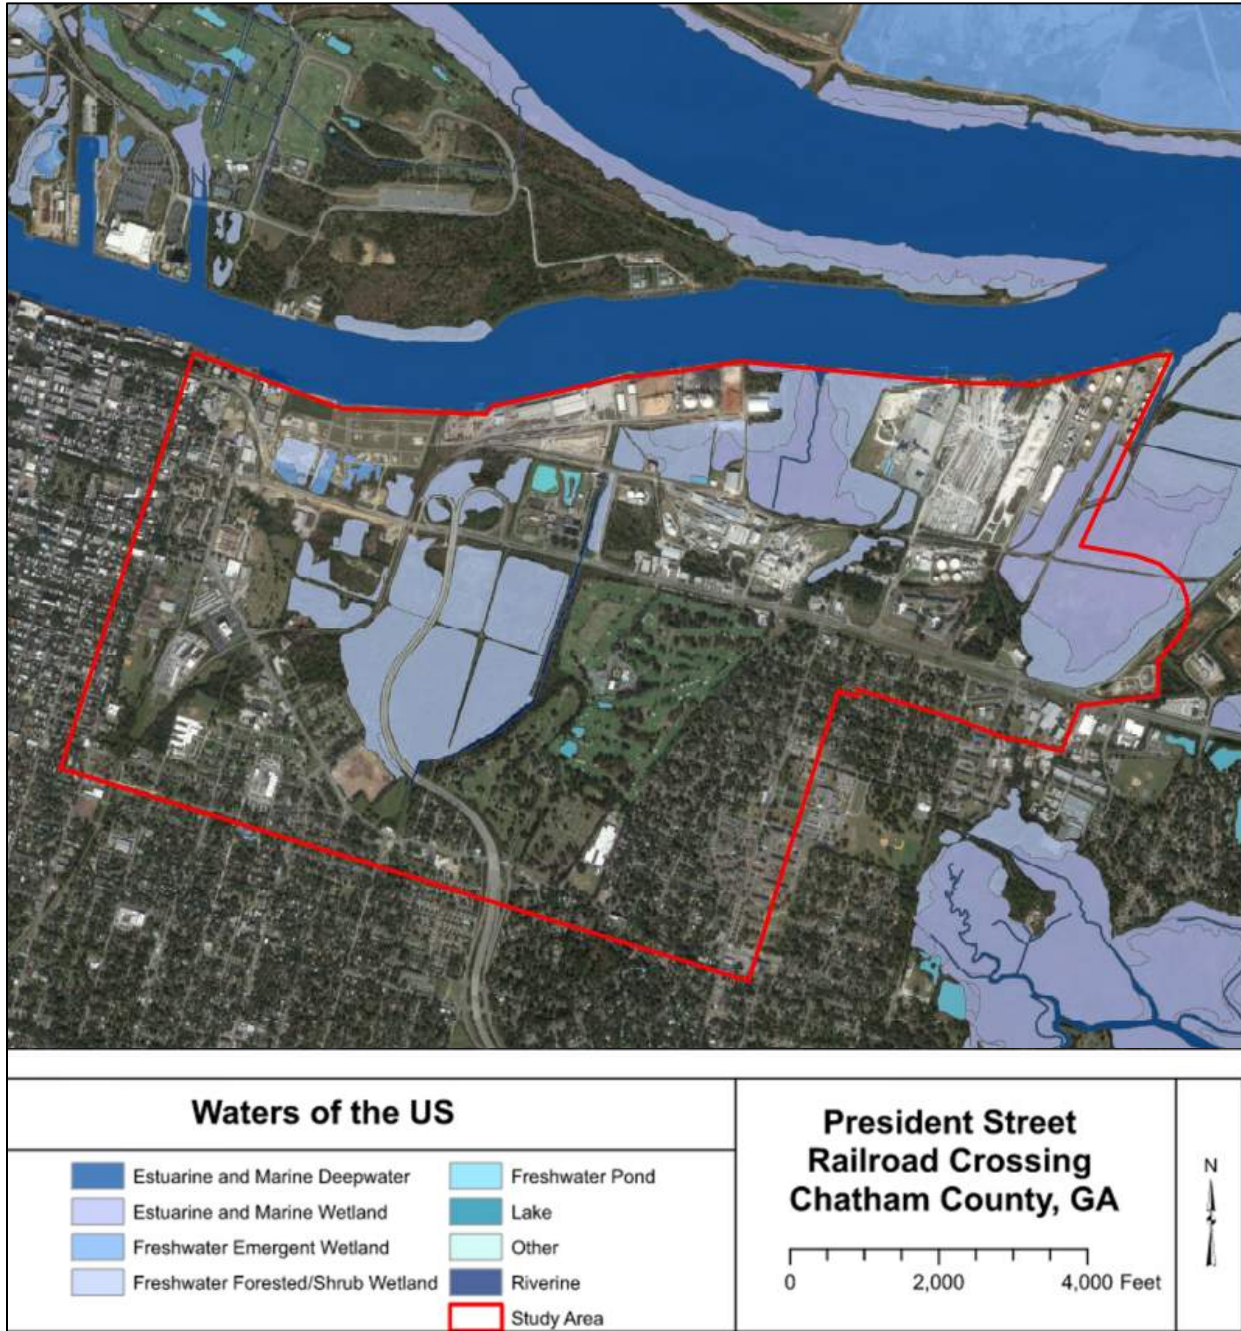 Waters of the US
Estuarine and Marine Deepwater
Estuarine and Marine Wetland
Freshwater Emergent Wetland
Freshwater Forested/Shrub Wetland
Freshwater Pond
Lake
Other
Riverine
Study Area
President Street
Railroad Crossing
Chatham County, GA
0 2,000 4,000 Feet
N